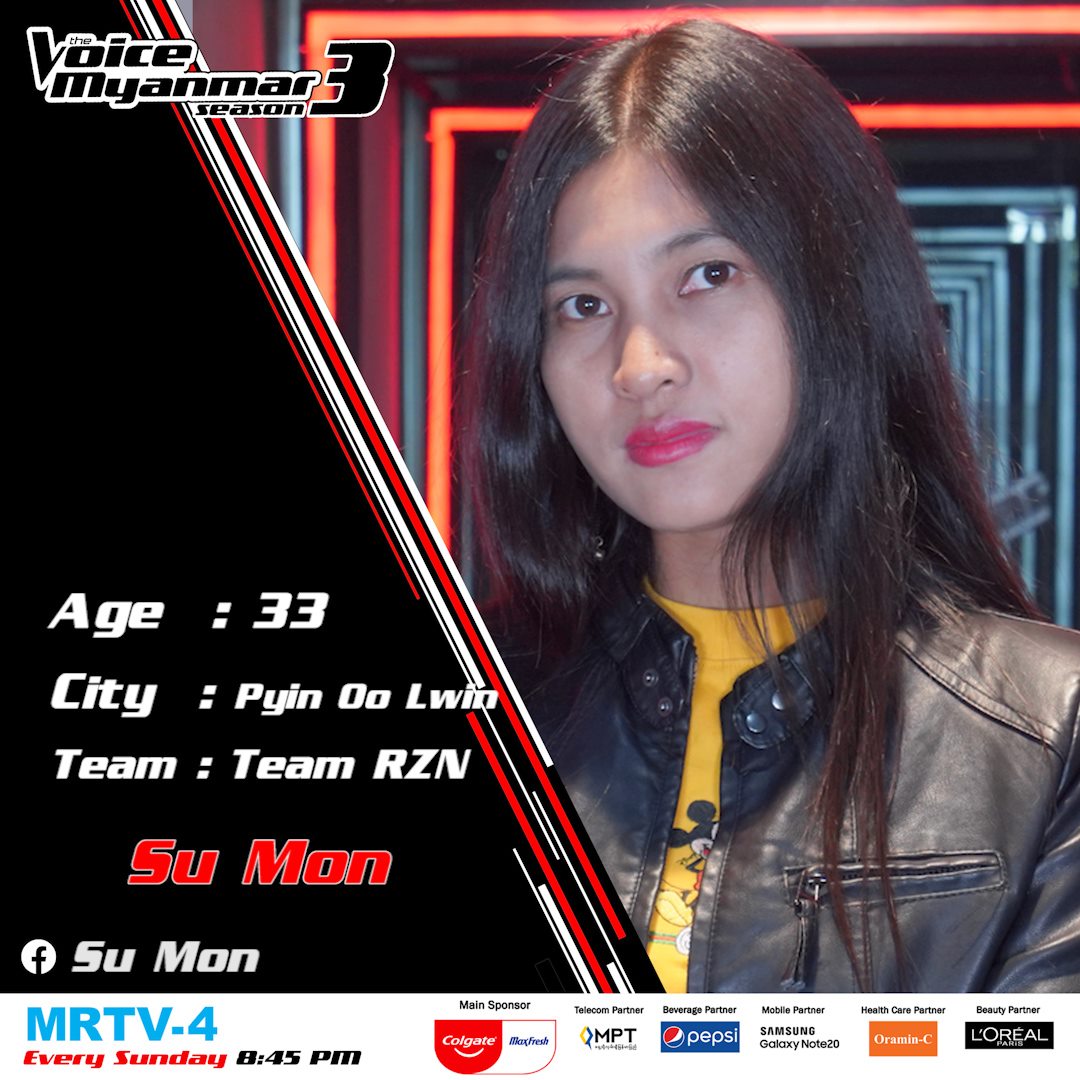 the
Voice
Myanmar 3
season
Age : 33
City : Pyin Oo Lwin
Team : Team RZN
Su Mon
Su Mon
MRTV-4
Every Sunday 8:45 PM
Main Sponsor
Colgate MaxFresh
Telecom Partner
MPT
Beverage Partner
pepsi
Mobile Partner
SAMSUNG
Galaxy Note20
Health Care Partner
Oramin-C
Beauty Partner
L'ORÉAL
PARIS